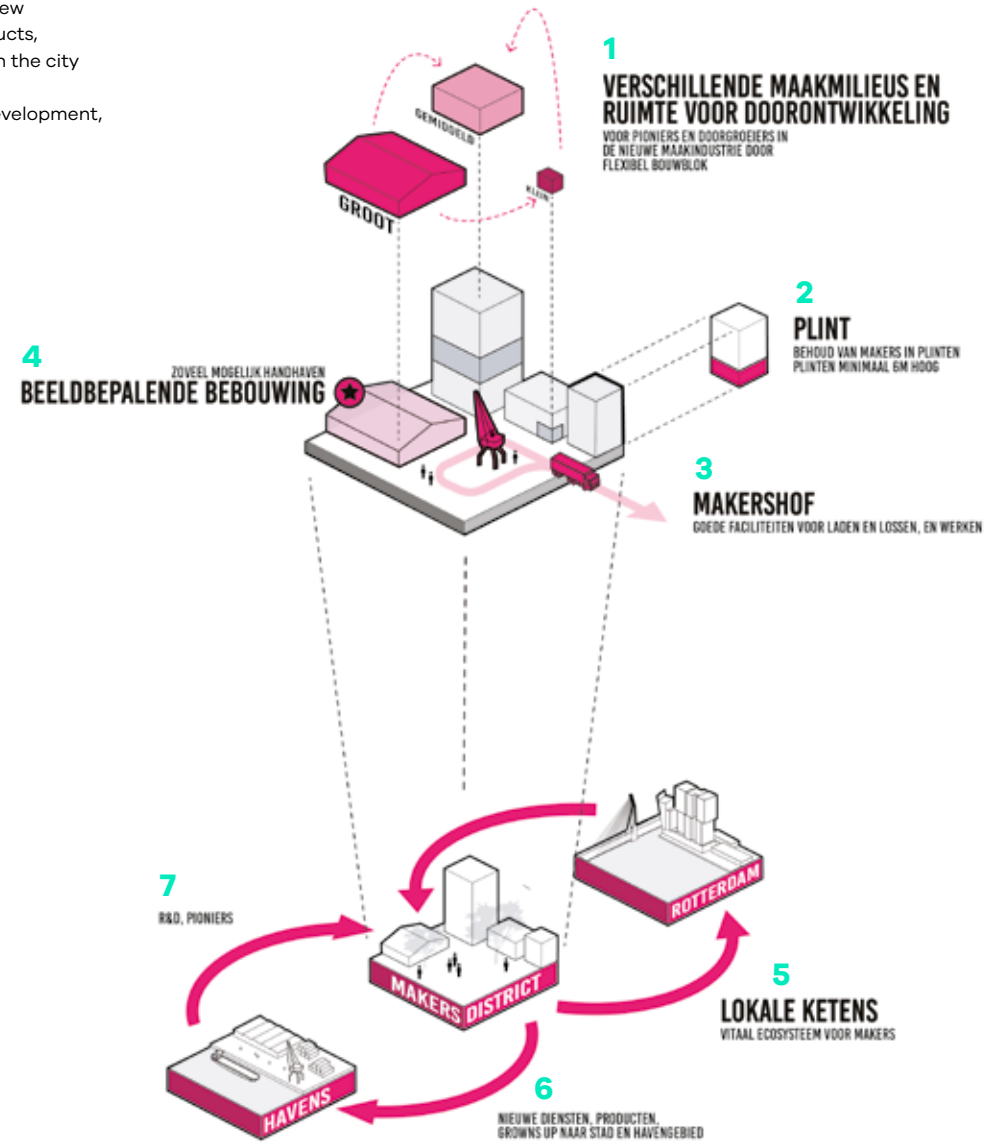 ew
ucts,
n the city
evelopment,
1
VERSCHILLENDE MAAKMILIEUS EN
RUIMTE VOOR DOORONTWIKKELING
VOOR PIONIERS EN DOORGROEIERS IN
DE NIEUWE MAAKINDUSTRIE DOOR
FLEXIBEL BOUWBLOK
GEMIDDELD
KLEIN
GROOT
2
PLINT
BEHOUD VAN MAKERS IN PLINTEN
PLINTEN MINIMAAL 6M HOOG
4
ZOVEEL MOGELIJK HANDHAVEN
BEELDBEPALENDE BEBOUWING
3
MAKERSHOF
GOEDE FACILITEITEN VOOR LADEN EN LOSSEN, EN WERKEN
ROTTERDAM
7
R&D, PIONIERS
MAKERS DISTRICT
5
LOKALE KETENS
VITAAL ECOSYSTEEM VOOR MAKERS
HAVENS
6
NIEUWE DIENSTEN, PRODUCTEN,
GROWNS UP NAAR STAD EN HAVENGEBIED